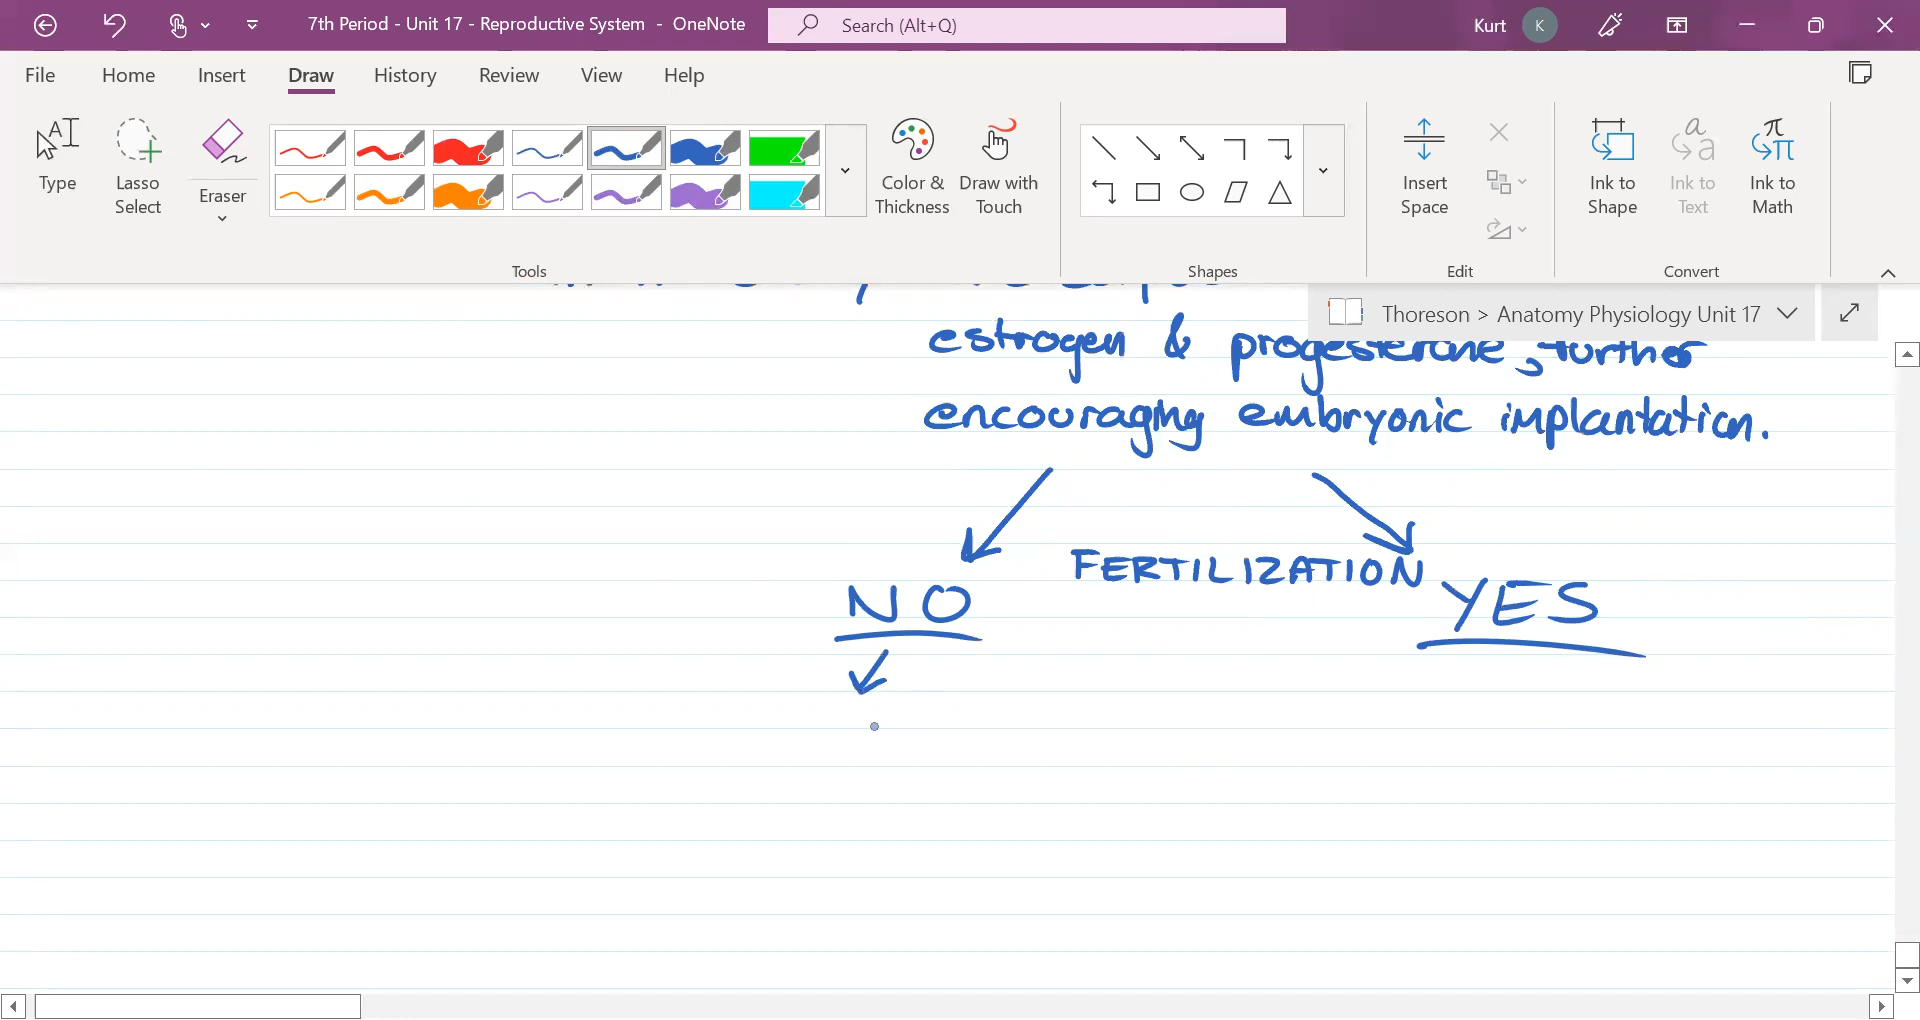 7th Period - Unit 17 - Reproductive System - OneNote
Search (Alt+Q)
Kurt K
File Home Insert Draw History Review View Help
Type
Lasso Select
Eraser
Color & Thickness
Draw with Touch
Insert Space
Ink to Shape
Ink to Text
Ink to Math
Tools Shapes Edit Convert
Thoreson > Anatomy Physiology Unit 17
estrogen & progesterone, further
encouraging embryonic implantation.
FERTILIZATION
NO YES